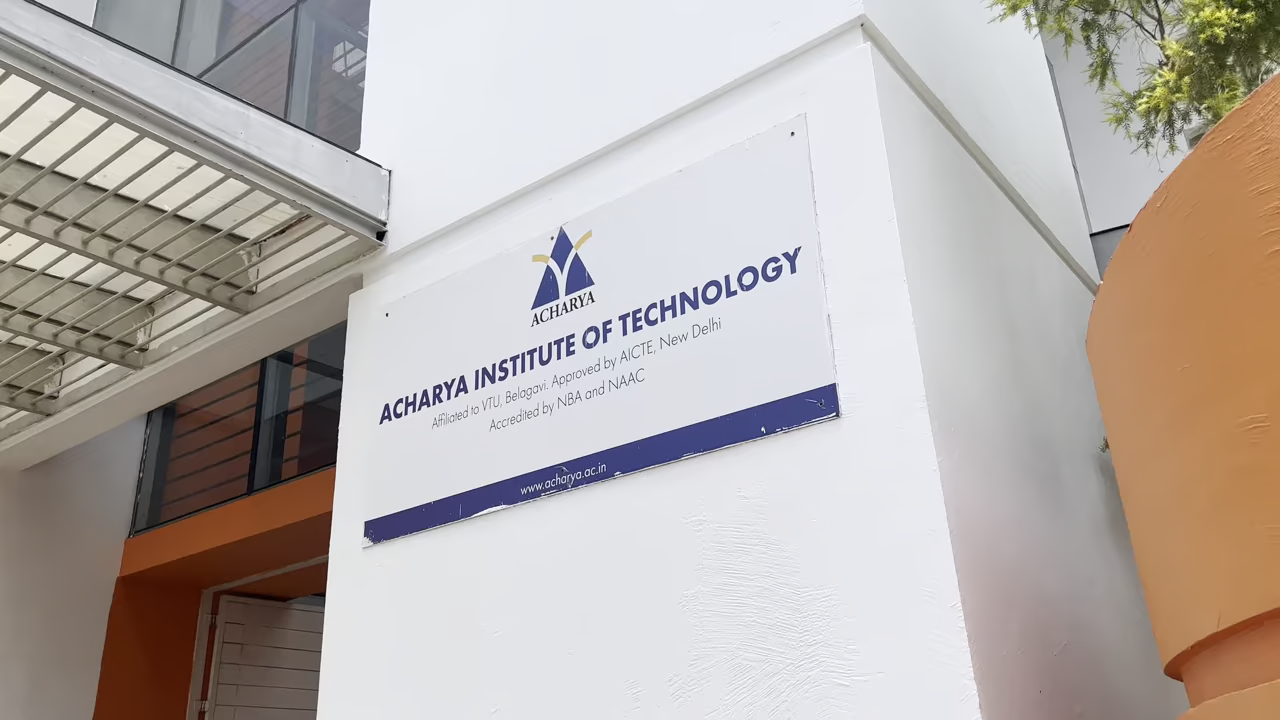 ACHARYA
ACHARYA INSTITUTE OF TECHNOLOGY
Affiliated to VTU, Belagavi. Approved by AICTE, New Delhi
Accredited by NBA and NAAC
www.acharya.ac.in